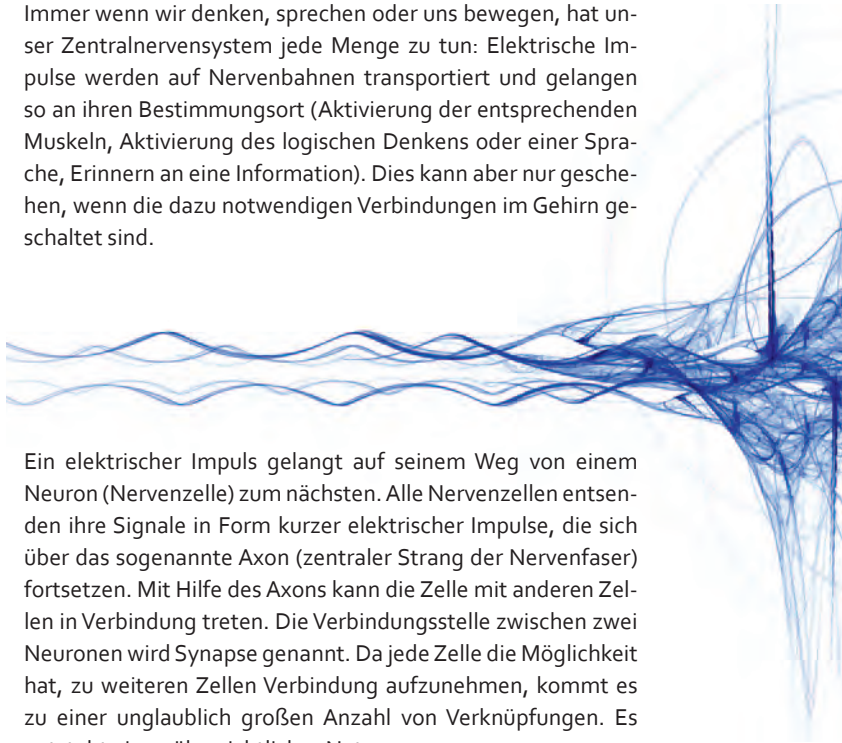 Immer wenn wir denken, sprechen oder uns bewegen, hat un-
ser Zentralnervensystem jede Menge zu tun: Elektrische Im-
pulse werden auf Nervenbahnen transportiert und gelangen
so an ihren Bestimmungsort (Aktivierung der entsprechenden
Muskeln, Aktivierung des logischen Denkens oder einer Spra-
che, Erinnern an eine Information). Dies kann aber nur gesche-
hen, wenn die dazu notwendigen Verbindungen im Gehirn ge-
schaltet sind.
Ein elektrischer Impuls gelangt auf seinem Weg von einem
Neuron (Nervenzelle) zum nächsten. Alle Nervenzellen entsen-
den ihre Signale in Form kurzer elektrischer Impulse, die sich
über das sogenannte Axon (zentraler Strang der Nervenfaser)
fortsetzen. Mit Hilfe des Axons kann die Zelle mit anderen Zel-
len in Verbindung treten. Die Verbindungsstelle zwischen zwei
Neuronen wird Synapse genannt. Da jede Zelle die Möglichkeit
hat, zu weiteren Zellen Verbindung aufzunehmen, kommt es
zu einer unglaublich großen Anzahl von Verknüpfungen. Es